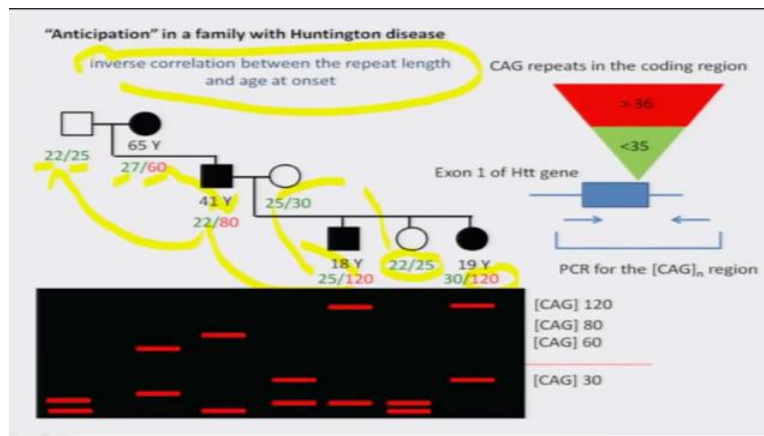 “Anticipation” in a family with Huntington disease
inverse correlation between the repeat length
and age at onset
CAG repeats in the coding region
> 36
<35
65 Y
22/25
27/60
Exon 1 of Htt gene
41 Y
25/30
22/80
18 Y
22/25
19 Y
25/120
30/120
PCR for the [CAG]n region
[CAG] 120
[CAG] 80
[CAG] 60
[CAG] 30